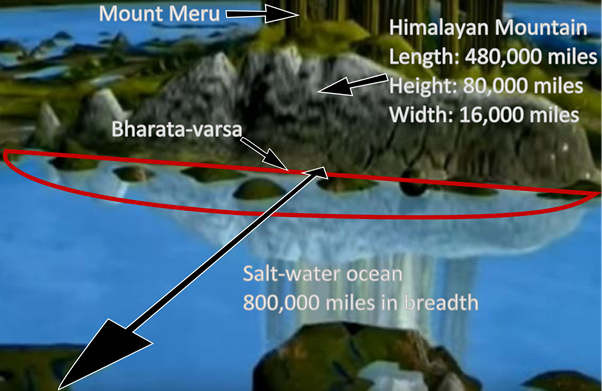 Mount Meru
Himalayan Mountain
Length: 480,000 miles
Height: 80,000 miles
Width: 16,000 miles
Bharata-varsa
Salt-water ocean
800,000 miles in breadth